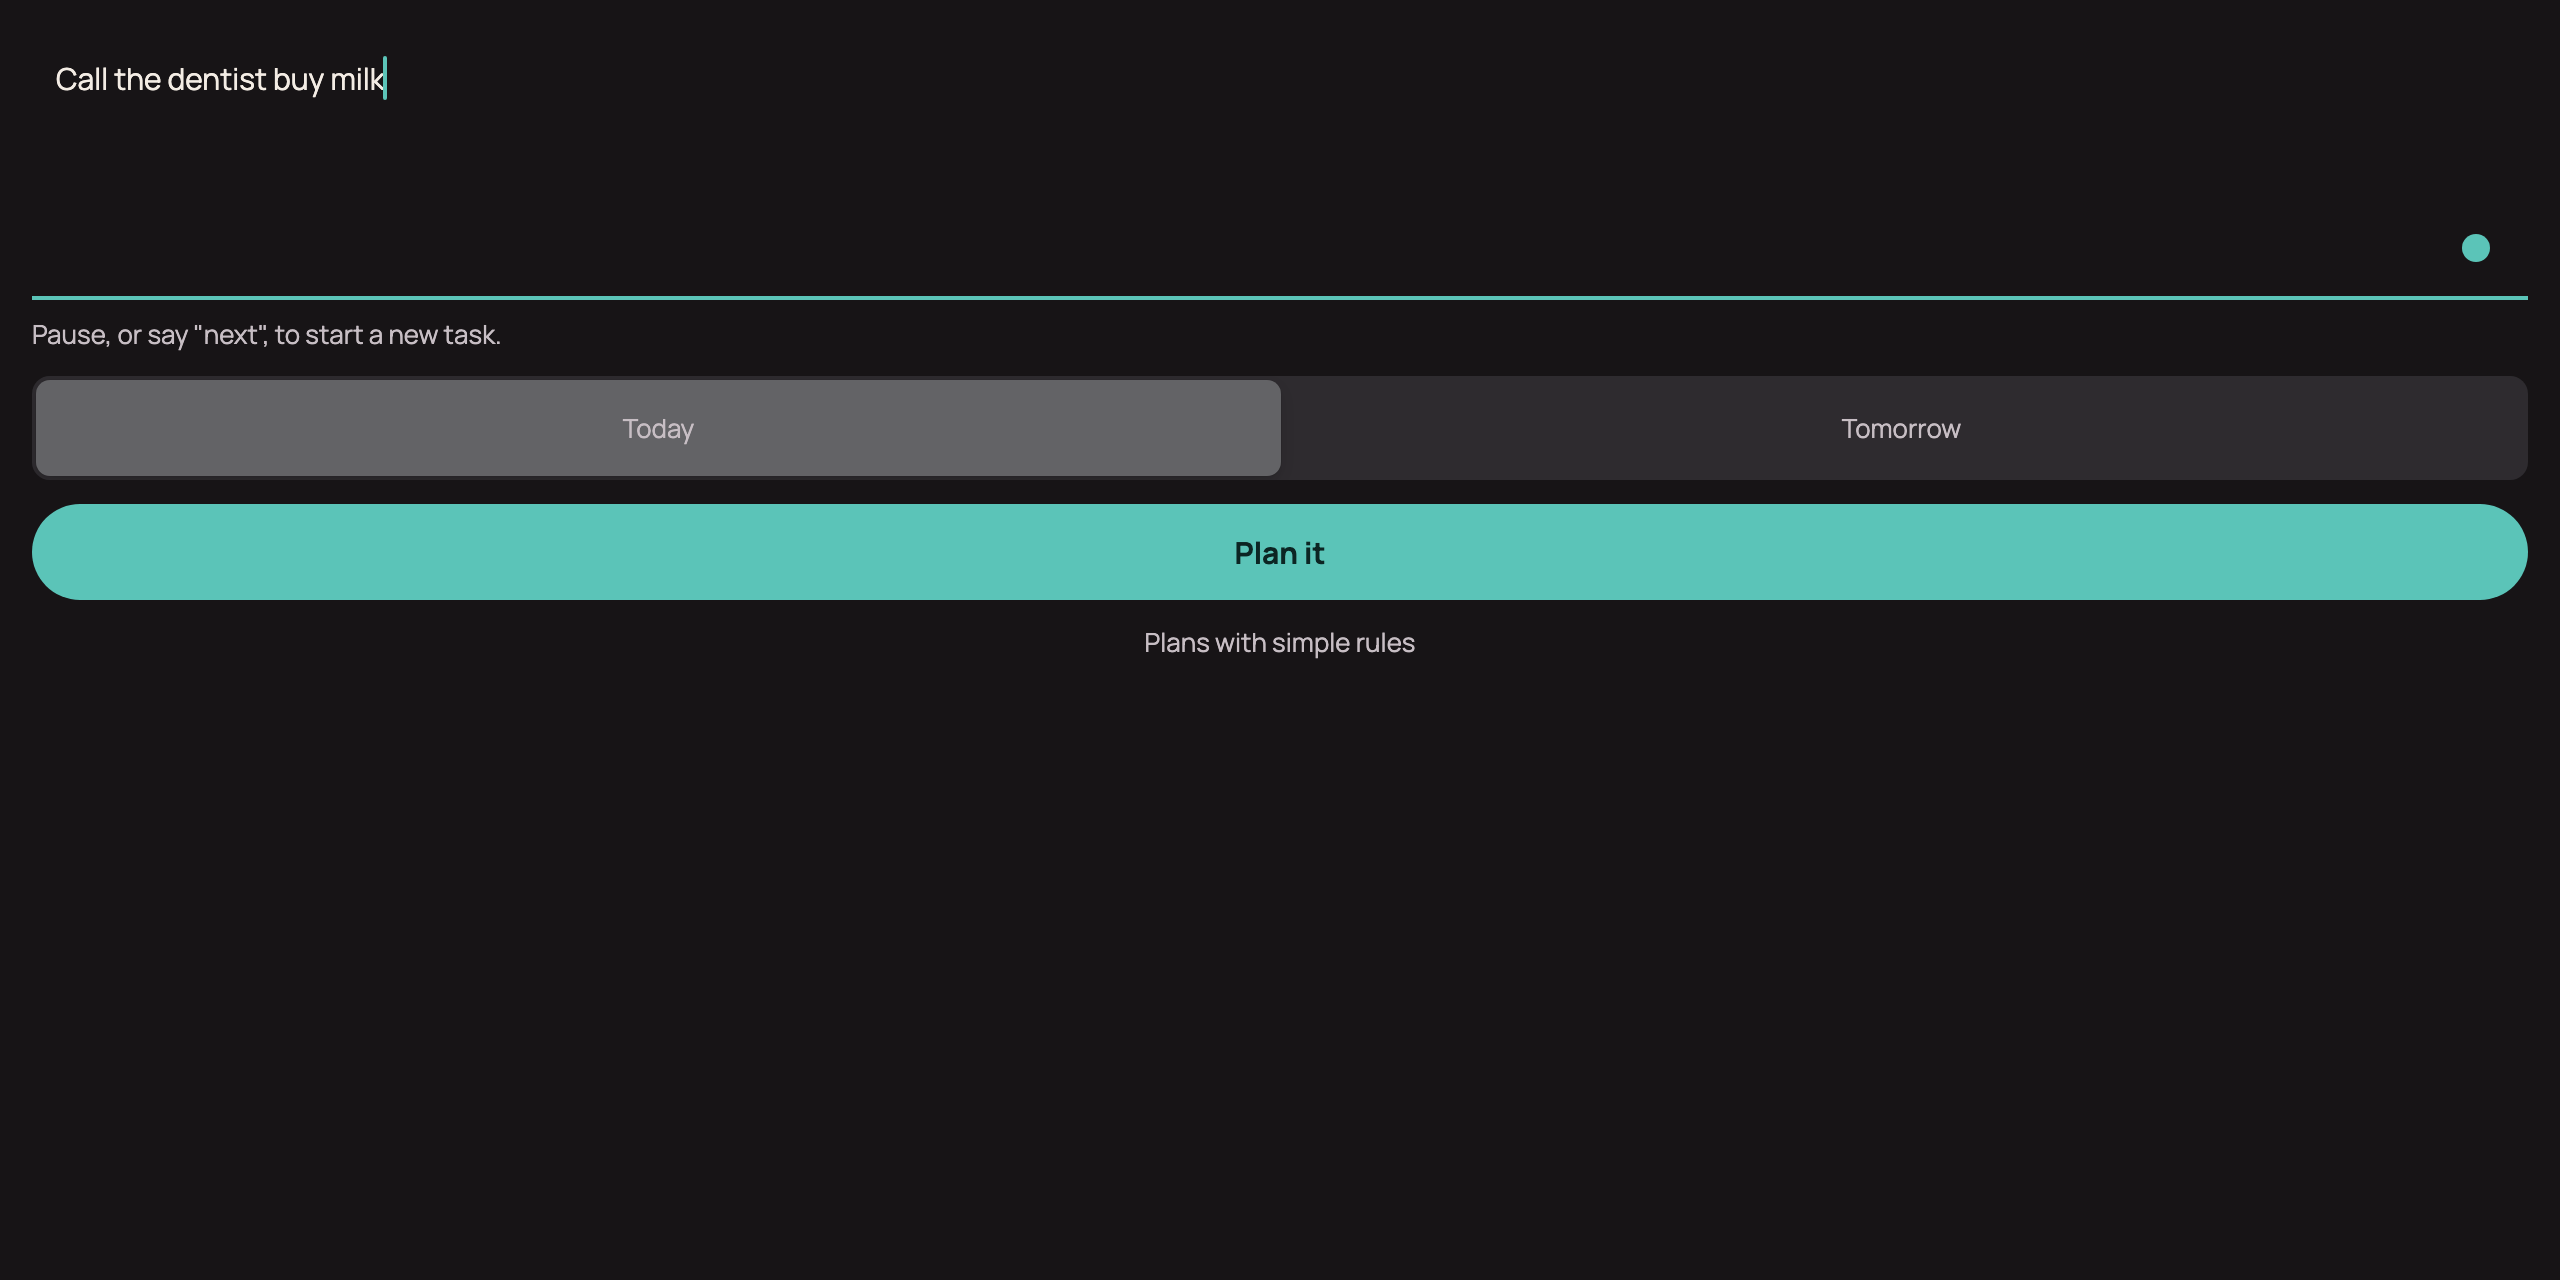 Call the dentist buy milk
Pause, or say "next", to start a new task.
Today
Tomorrow
Plan it
Plans with simple rules